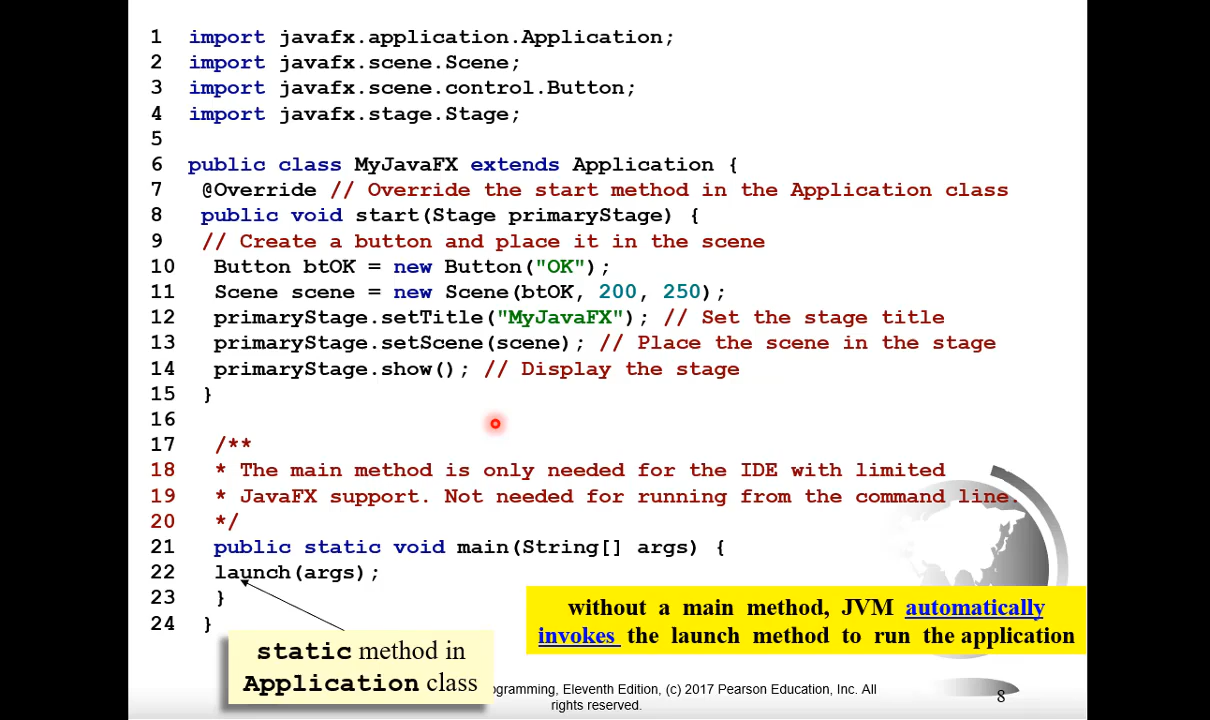 1 import javafx.application.Application;
2 import javafx.scene.Scene;
3 import javafx.scene.control.Button;
4 import javafx.stage.Stage;
5
6 public class MyJavaFX extends Application {
7 @Override // Override the start method in the Application class
8 public void start(Stage primaryStage) {
9 // Create a button and place it in the scene
10 Button btOK = new Button("OK");
11 Scene scene = new Scene(btOK, 200, 250);
12 primaryStage.setTitle("MyJavaFX"); // Set the stage title
13 primaryStage.setScene(scene); // Place the scene in the stage
14 primaryStage.show(); // Display the stage
15 }
16
17 /**
18 * The main method is only needed for the IDE with limited
19 * JavaFX support. Not needed for running from the command line.
20 */
21 public static void main(String[] args) {
22 launch(args);
23 }
24 }
without a main method, JVM automatically
invokes the launch method to run the application
static method in
Application class
ogramming, Eleventh Edition, (c) 2017 Pearson Education, Inc. All
rights reserved.
8